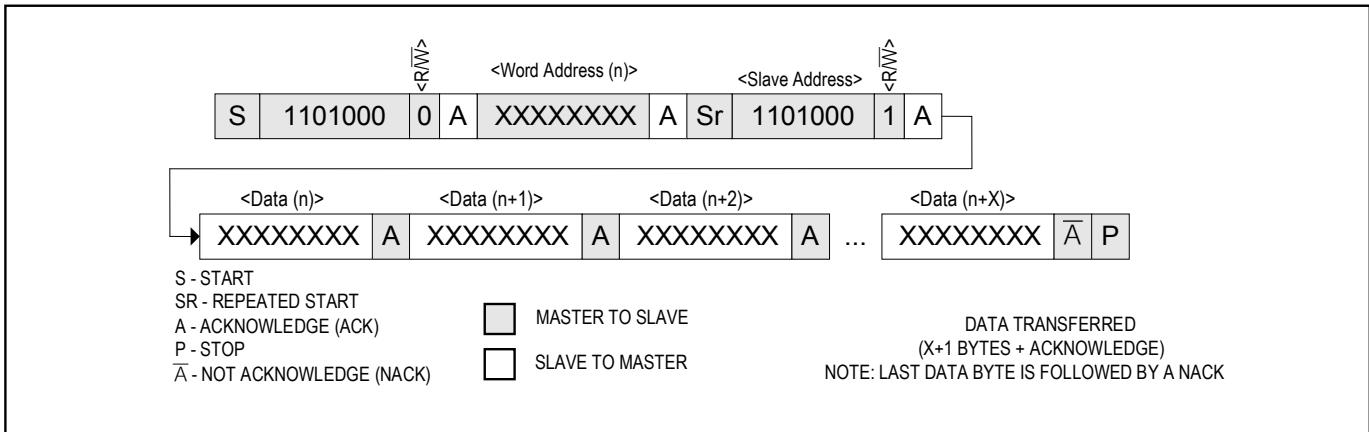 <R/W̅>
<Word Address (n)>
<Slave Address>
<R/W̅>
S 1101000 0 A XXXXXXXX A Sr 1101000 1 A
<Data (n)> <Data (n+1)> <Data (n+2)> <Data (n+X)>
XXXXXXXX A XXXXXXXX A XXXXXXXX A ... XXXXXXXX A̅ P
S - START
SR - REPEATED START
A - ACKNOWLEDGE (ACK)
P - STOP
A̅ - NOT ACKNOWLEDGE (NACK)
MASTER TO SLAVE
SLAVE TO MASTER
DATA TRANSFERRED
(X+1 BYTES + ACKNOWLEDGE)
NOTE: LAST DATA BYTE IS FOLLOWED BY A NACK